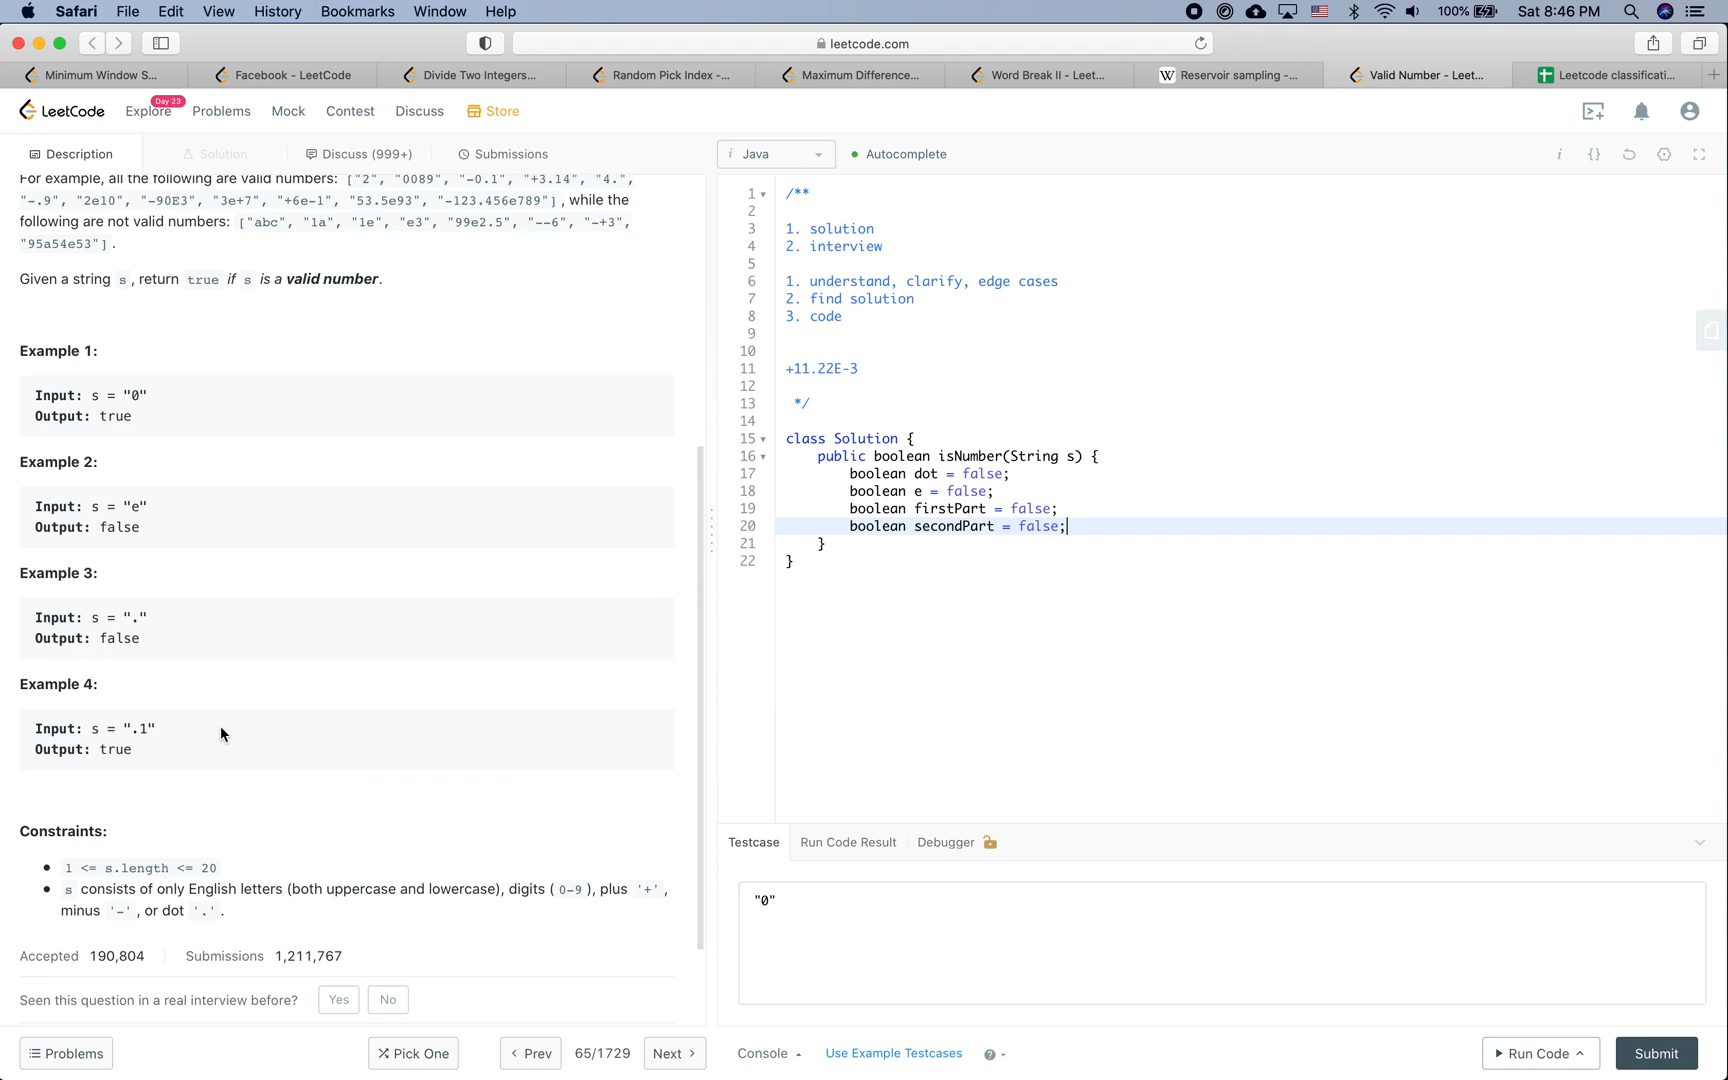 Safari File Edit View History Bookmarks Window Help 100% Sat 8:46 PM
leetcode.com
Minimum Window S... Facebook - LeetCode Divide Two Integers... Random Pick Index -... Maximum Difference... Word Break II - Leet... W Reservoir sampling -... Valid Number - Leet... Leetcode classificati...
LeetCode Explore Day 23 Problems Mock Contest Discuss Store
Description Solution Discuss (999+) Submissions
i Java Autocomplete
For example, all the following are valid numbers: ["2", "0089", "-0.1", "+3.14", "4.",
"-.9", "2e10", "-90E3", "3e+7", "+6e-1", "53.5e93", "-123.456e789"], while the
following are not valid numbers: ["abc", "1a", "1e", "e3", "99e2.5", "--6", "-+3",
"95a54e53"].
Given a string s, return true if s is a valid number.
Example 1:
Input: s = "0"
Output: true
Example 2:
Input: s = "e"
Output: false
Example 3:
Input: s = "."
Output: false
Example 4:
Input: s = ".1"
Output: true
Constraints:
1 <= s.length <= 20
s consists of only English letters (both uppercase and lowercase), digits (0-9), plus '+',
minus '-', or dot '.'.
Accepted 190,804 Submissions 1,211,767
Seen this question in a real interview before? Yes No
Problems Pick One < Prev 65/1729 Next >
1 /**
2
3 1. solution
4 2. interview
5
6 1. understand, clarify, edge cases
7 2. find solution
8 3. code
9
10
11 +11.22E-3
12
13 */
14
15 class Solution {
16 public boolean isNumber(String s) {
17 boolean dot = false;
18 boolean e = false;
19 boolean firstPart = false;
20 boolean secondPart = false;
21 }
22 }
Testcase Run Code Result Debugger
"0"
Console Use Example Testcases ? Run Code Submit